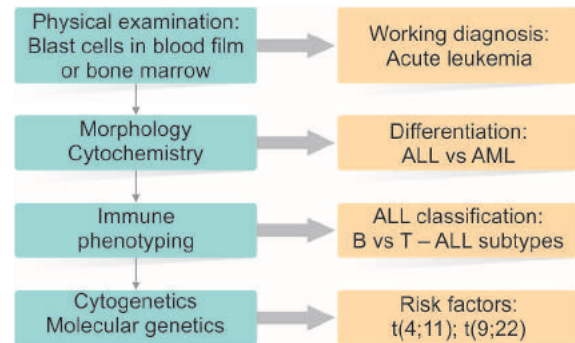 Physical examination:
Blast cells in blood film
or bone marrow
Working diagnosis:
Acute leukemia
Morphology
Cytochemistry
Differentiation:
ALL vs AML
Immune
phenotyping
ALL classification:
B vs T – ALL subtypes
Cytogenetics
Molecular genetics
Risk factors:
t(4;11); t(9;22)